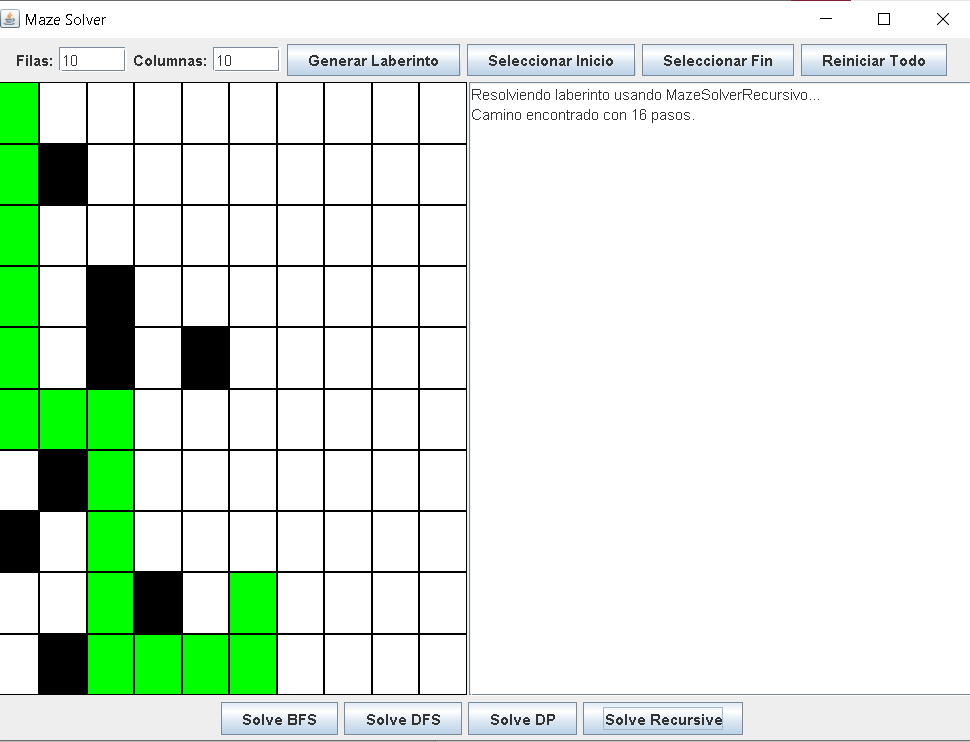 Maze Solver
Filas: 10 Columnas: 10 Generar Laberinto Seleccionar Inicio Seleccionar Fin Reiniciar Todo
Resolviendo laberinto usando MazeSolverRecursivo...
Camino encontrado con 16 pasos.
Solve BFS Solve DFS Solve DP Solve Recursive